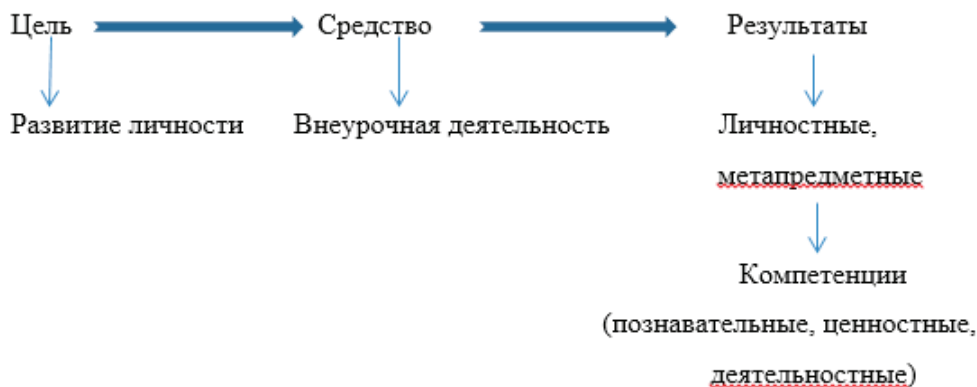 Цель Средство Результаты
Развитие личности Внеурочная деятельность Личностные,
метапредметные
Компетенции
(познавательные, ценностные,
деятельностные)